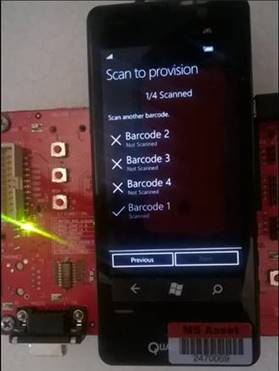 Scan to provision
1/4 Scanned
Scan another barcode.
Barcode 2
Not Scanned
Barcode 3
Not Scanned
Barcode 4
Not Scanned
Barcode 1
Scanned
Previous
MS Asset
2470069